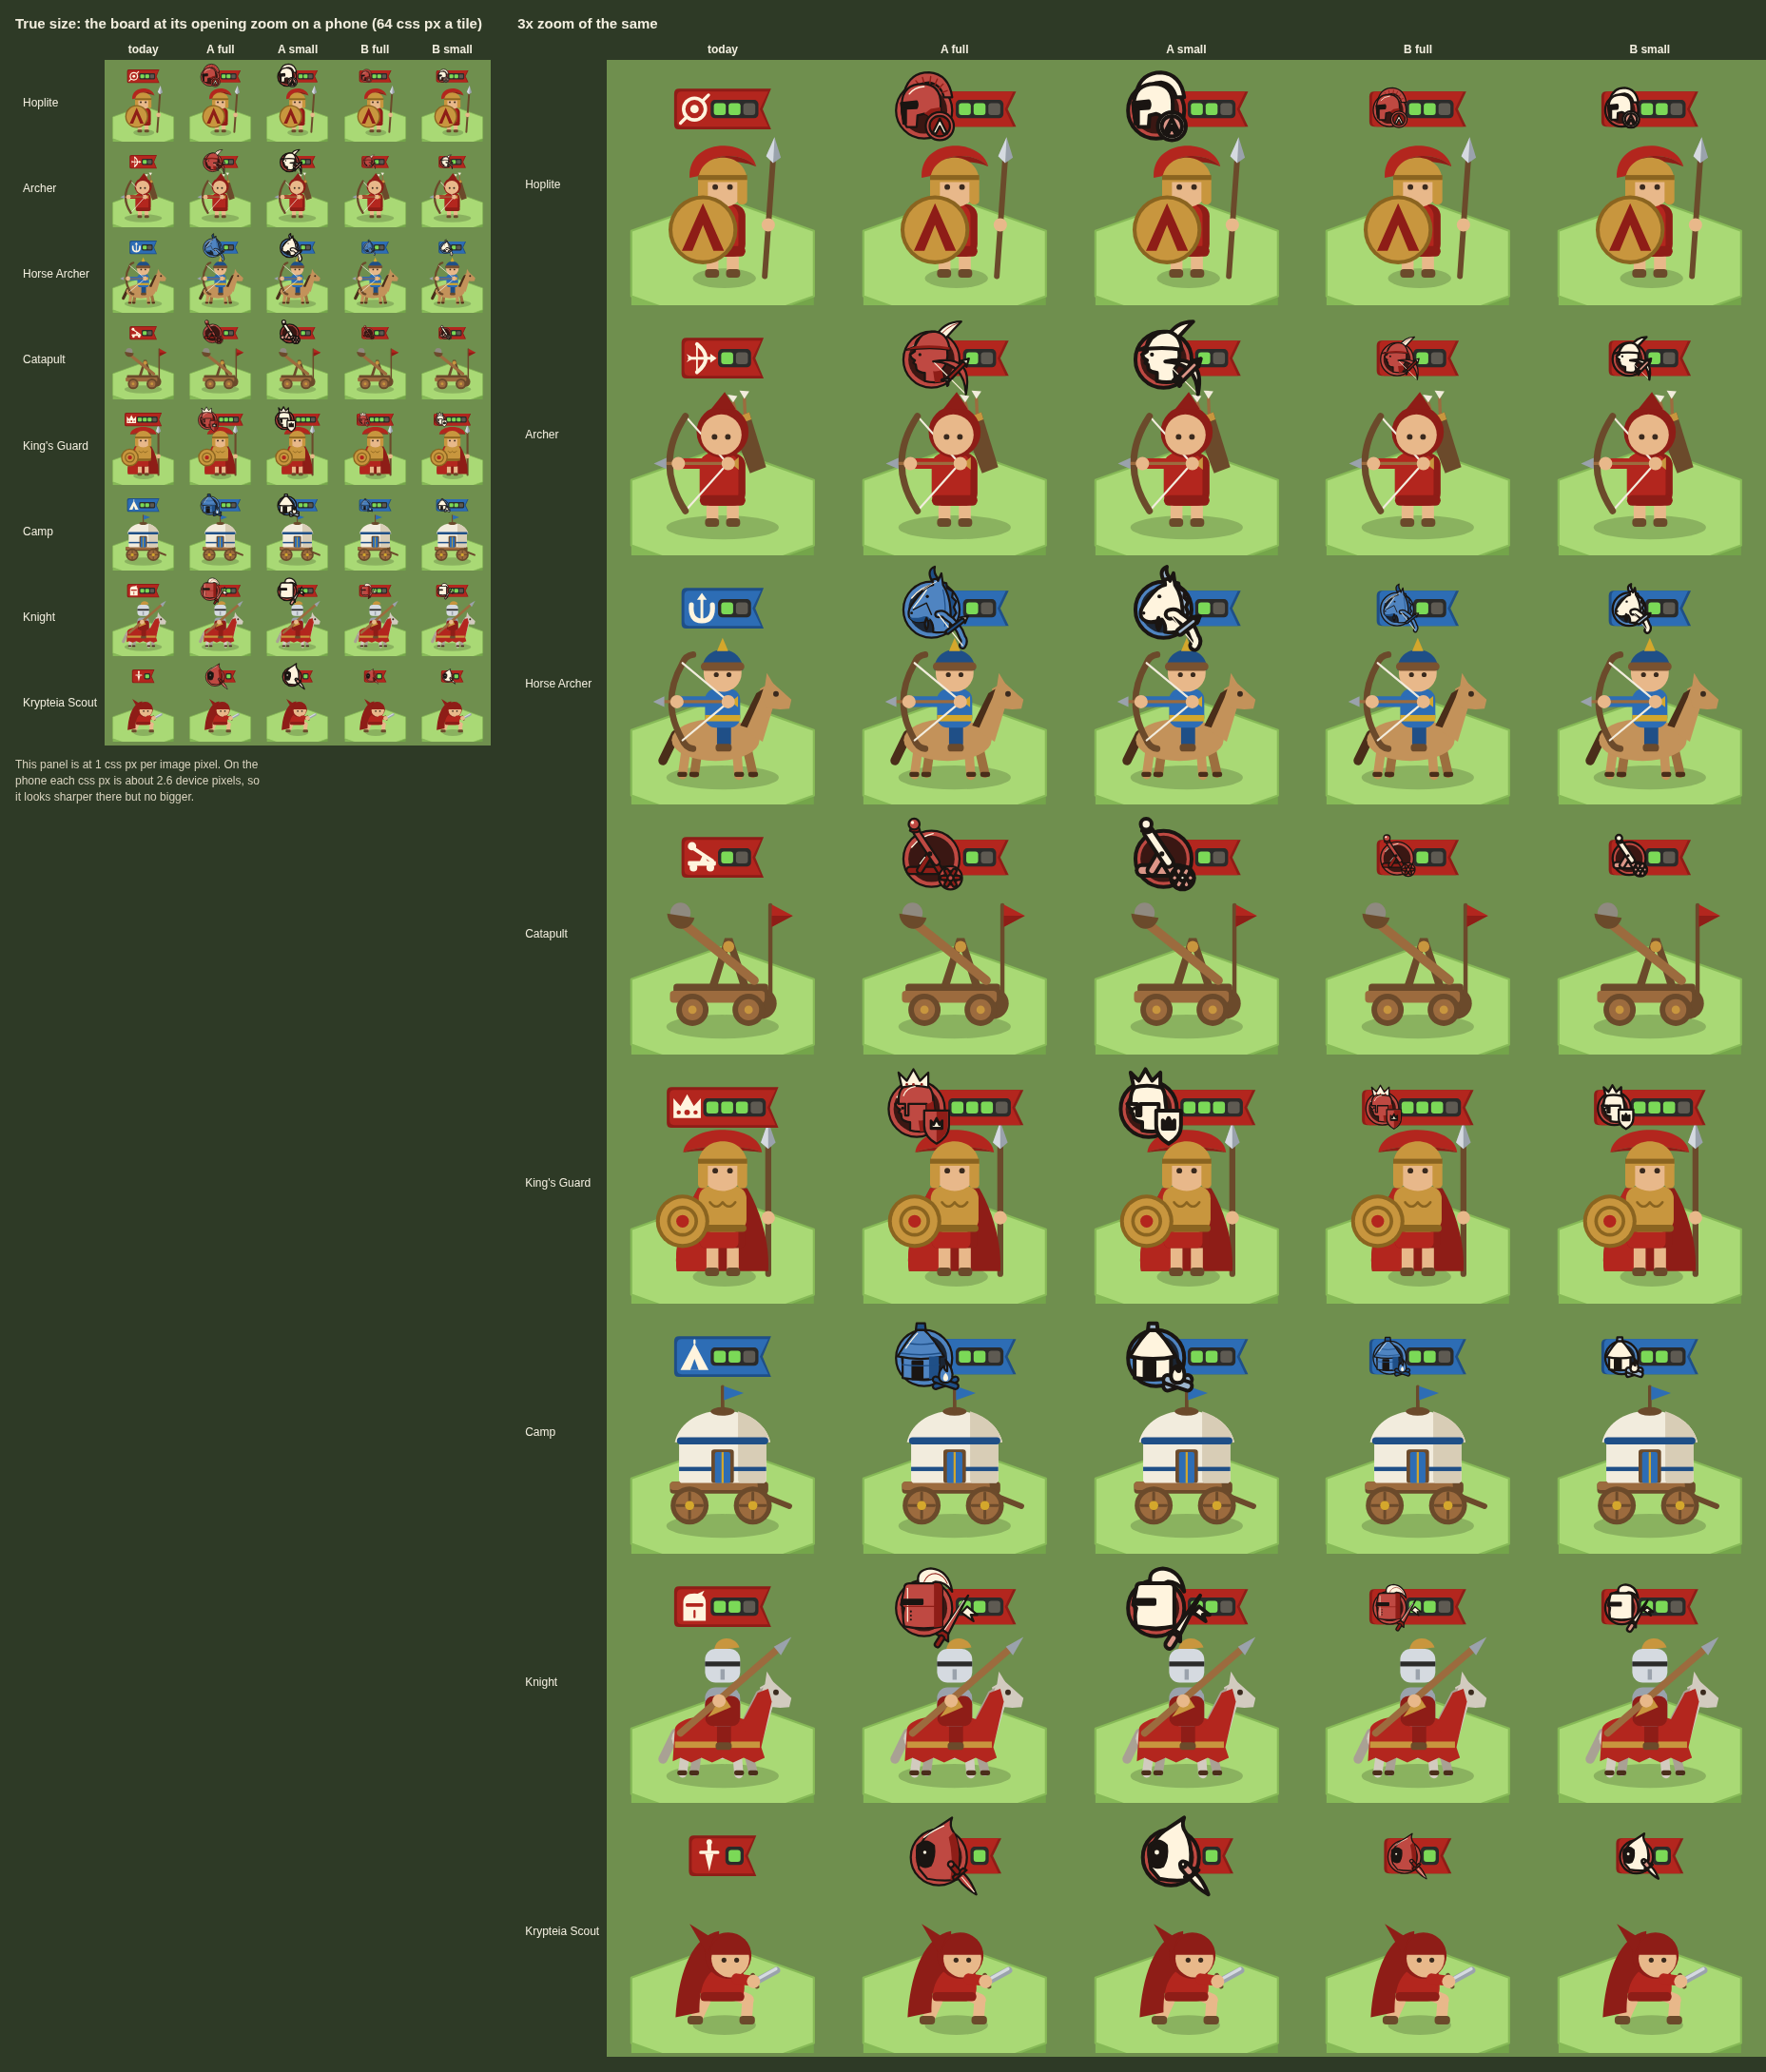 True size: the board at its opening zoom on a phone (64 css px a tile)
today A full A small B full B small
Hoplite
Archer
Horse Archer
Catapult
King's Guard
Camp
Knight
Krypteia Scout
This panel is at 1 css px per image pixel. On the
phone each css px is about 2.6 device pixels, so
it looks sharper there but no bigger.
3x zoom of the same
today A full A small B full B small
Hoplite
Archer
Horse Archer
Catapult
King's Guard
Camp
Knight
Krypteia Scout